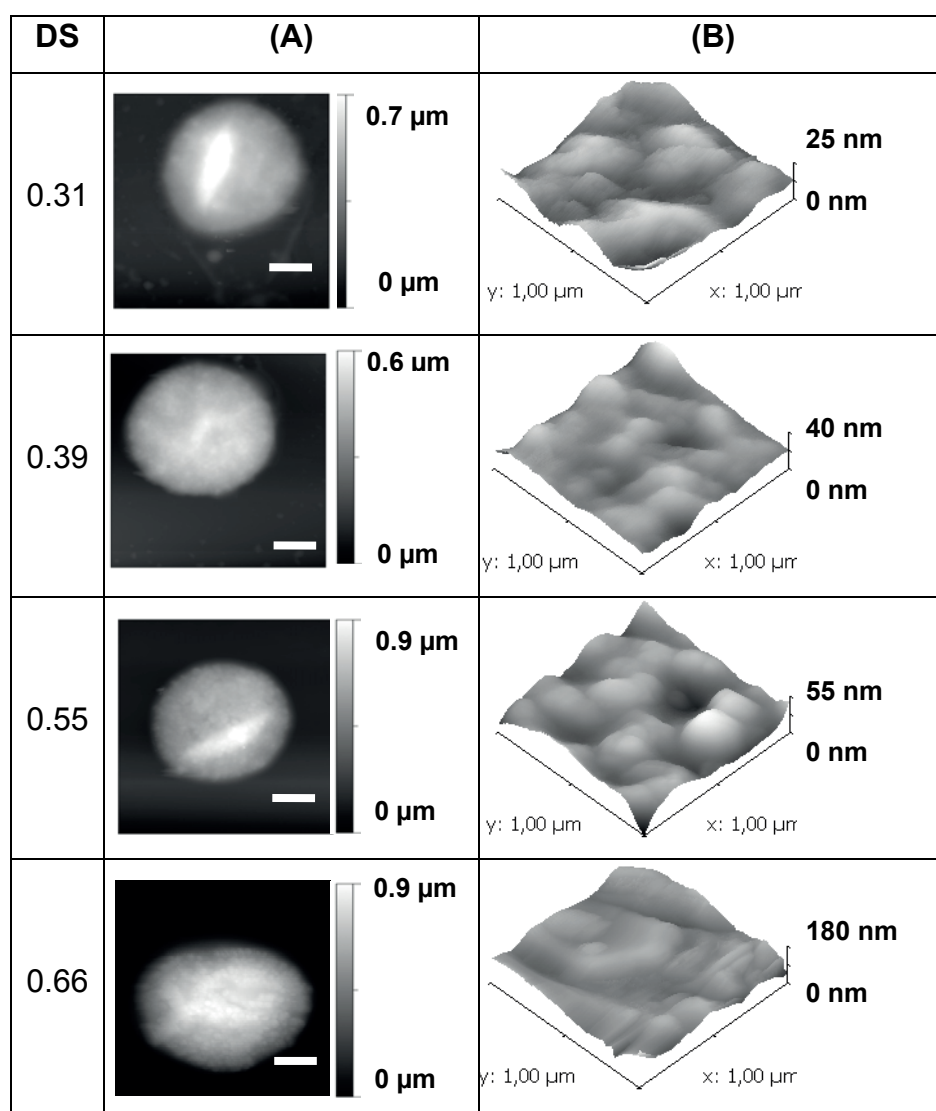 DS (A) (B)
0.31
0.7 µm
0 µm
25 nm
0 nm
y: 1,00 µm
x: 1,00 µm
0.39
0.6 um
0 µm
40 nm
0 nm
y: 1,00 µm
x: 1,00 µm
0.55
0.9 µm
0 µm
55 nm
0 nm
y: 1,00 µm
x: 1,00 µm
0.66
0.9 µm
0 µm
180 nm
0 nm
y: 1,00 µm
x: 1,00 µm